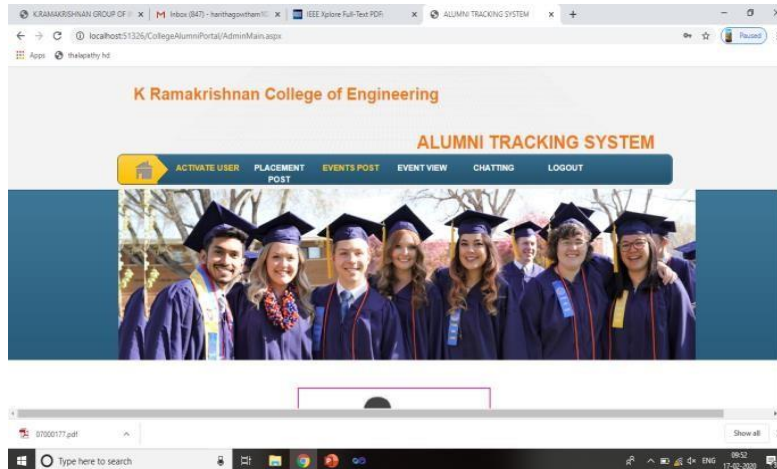 K.RAMAKRISHNAN GROUP OF
Inbox (847) - harithagowtham
IEEE Xplore Full-Text PDF:
ALUMNI TRACKING SYSTEM
localhost:51326/CollegeAlumniPortal/AdminMain.aspx
Paused
Apps
thalapathy hd
K Ramakrishnan College of Engineering
ALUMNI TRACKING SYSTEM
ACTIVATE USER PLACEMENT POST EVENTS POST EVENT VIEW CHATTING LOGOUT
07000177.pdf
Show all
Type here to search
ENG
09:52
17-02-2020